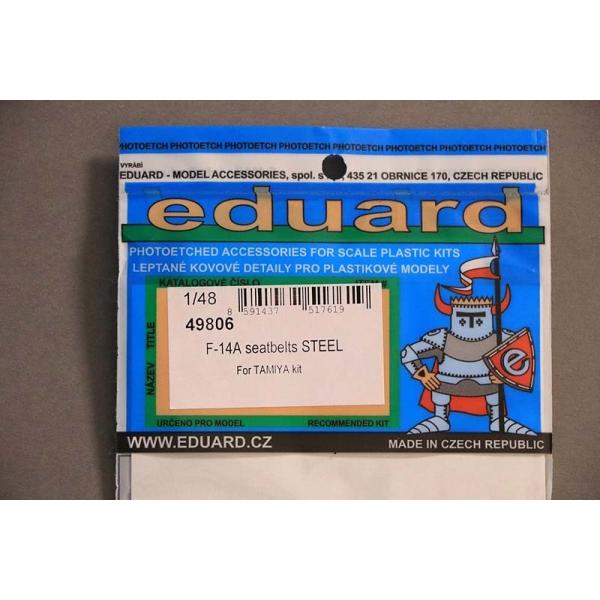 PHOTOETCH PHOTOETCH PHOTOETCH PHOTOETCH PHOTOETCH PHOTOETCH PHOTOETCH PHOTOETCH
VYRÁBÍ
EDUARD - MODEL ACCESSORIES, spol. s 435 21 OBRNICE 170, CZECH REPUBLIC
eduard
PHOTOETCHED ACCESSORIES FOR SCALE PLASTIC KITS
LEPTANÉ KOVOVÉ DETAILY PRO PLASTIKOVÉ MODELY
KATALOGOVÉ ČÍSLO ITEM #
1/48
8 591437 517619
49806
F-14A seatbelts STEEL
For TAMIYA kit
NÁZEV TITLE
e
URČENO PRO MODEL RECOMMENDED KIT
WWW.EDUARD.CZ MADE IN CZECH REPUBLIC